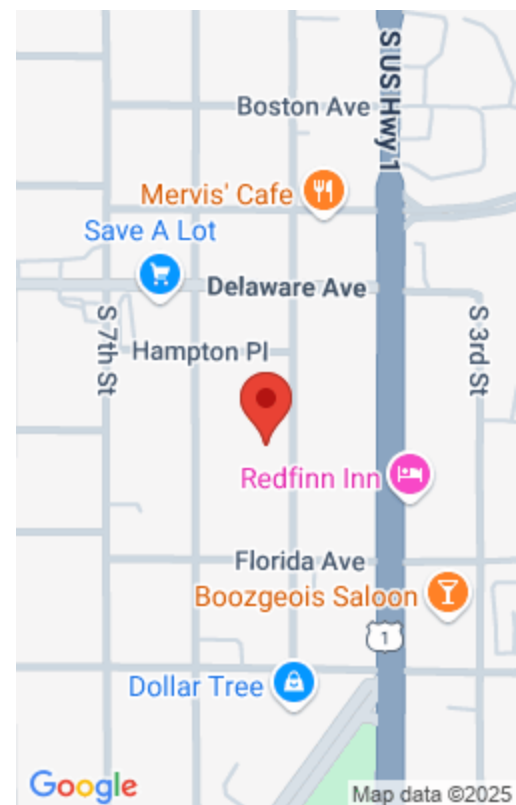 S US Hwy 1
Boston Ave
Mervis' Cafe
Save A Lot
Delaware Ave
S 7th St
Hampton Pl
S 3rd St
Redfinn Inn
Florida Ave
Boozgeois Saloon
1
Dollar Tree
Google
Map data ©2025